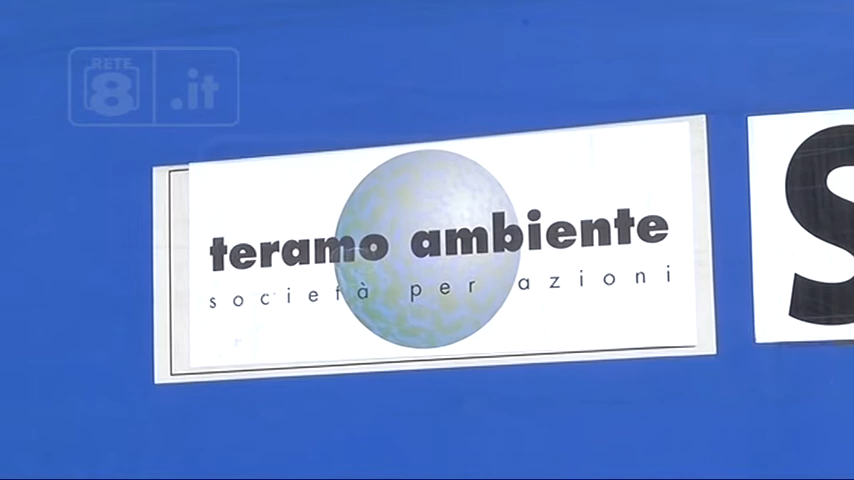 RETE
8 .it
teramo ambiente
società per azioni
S